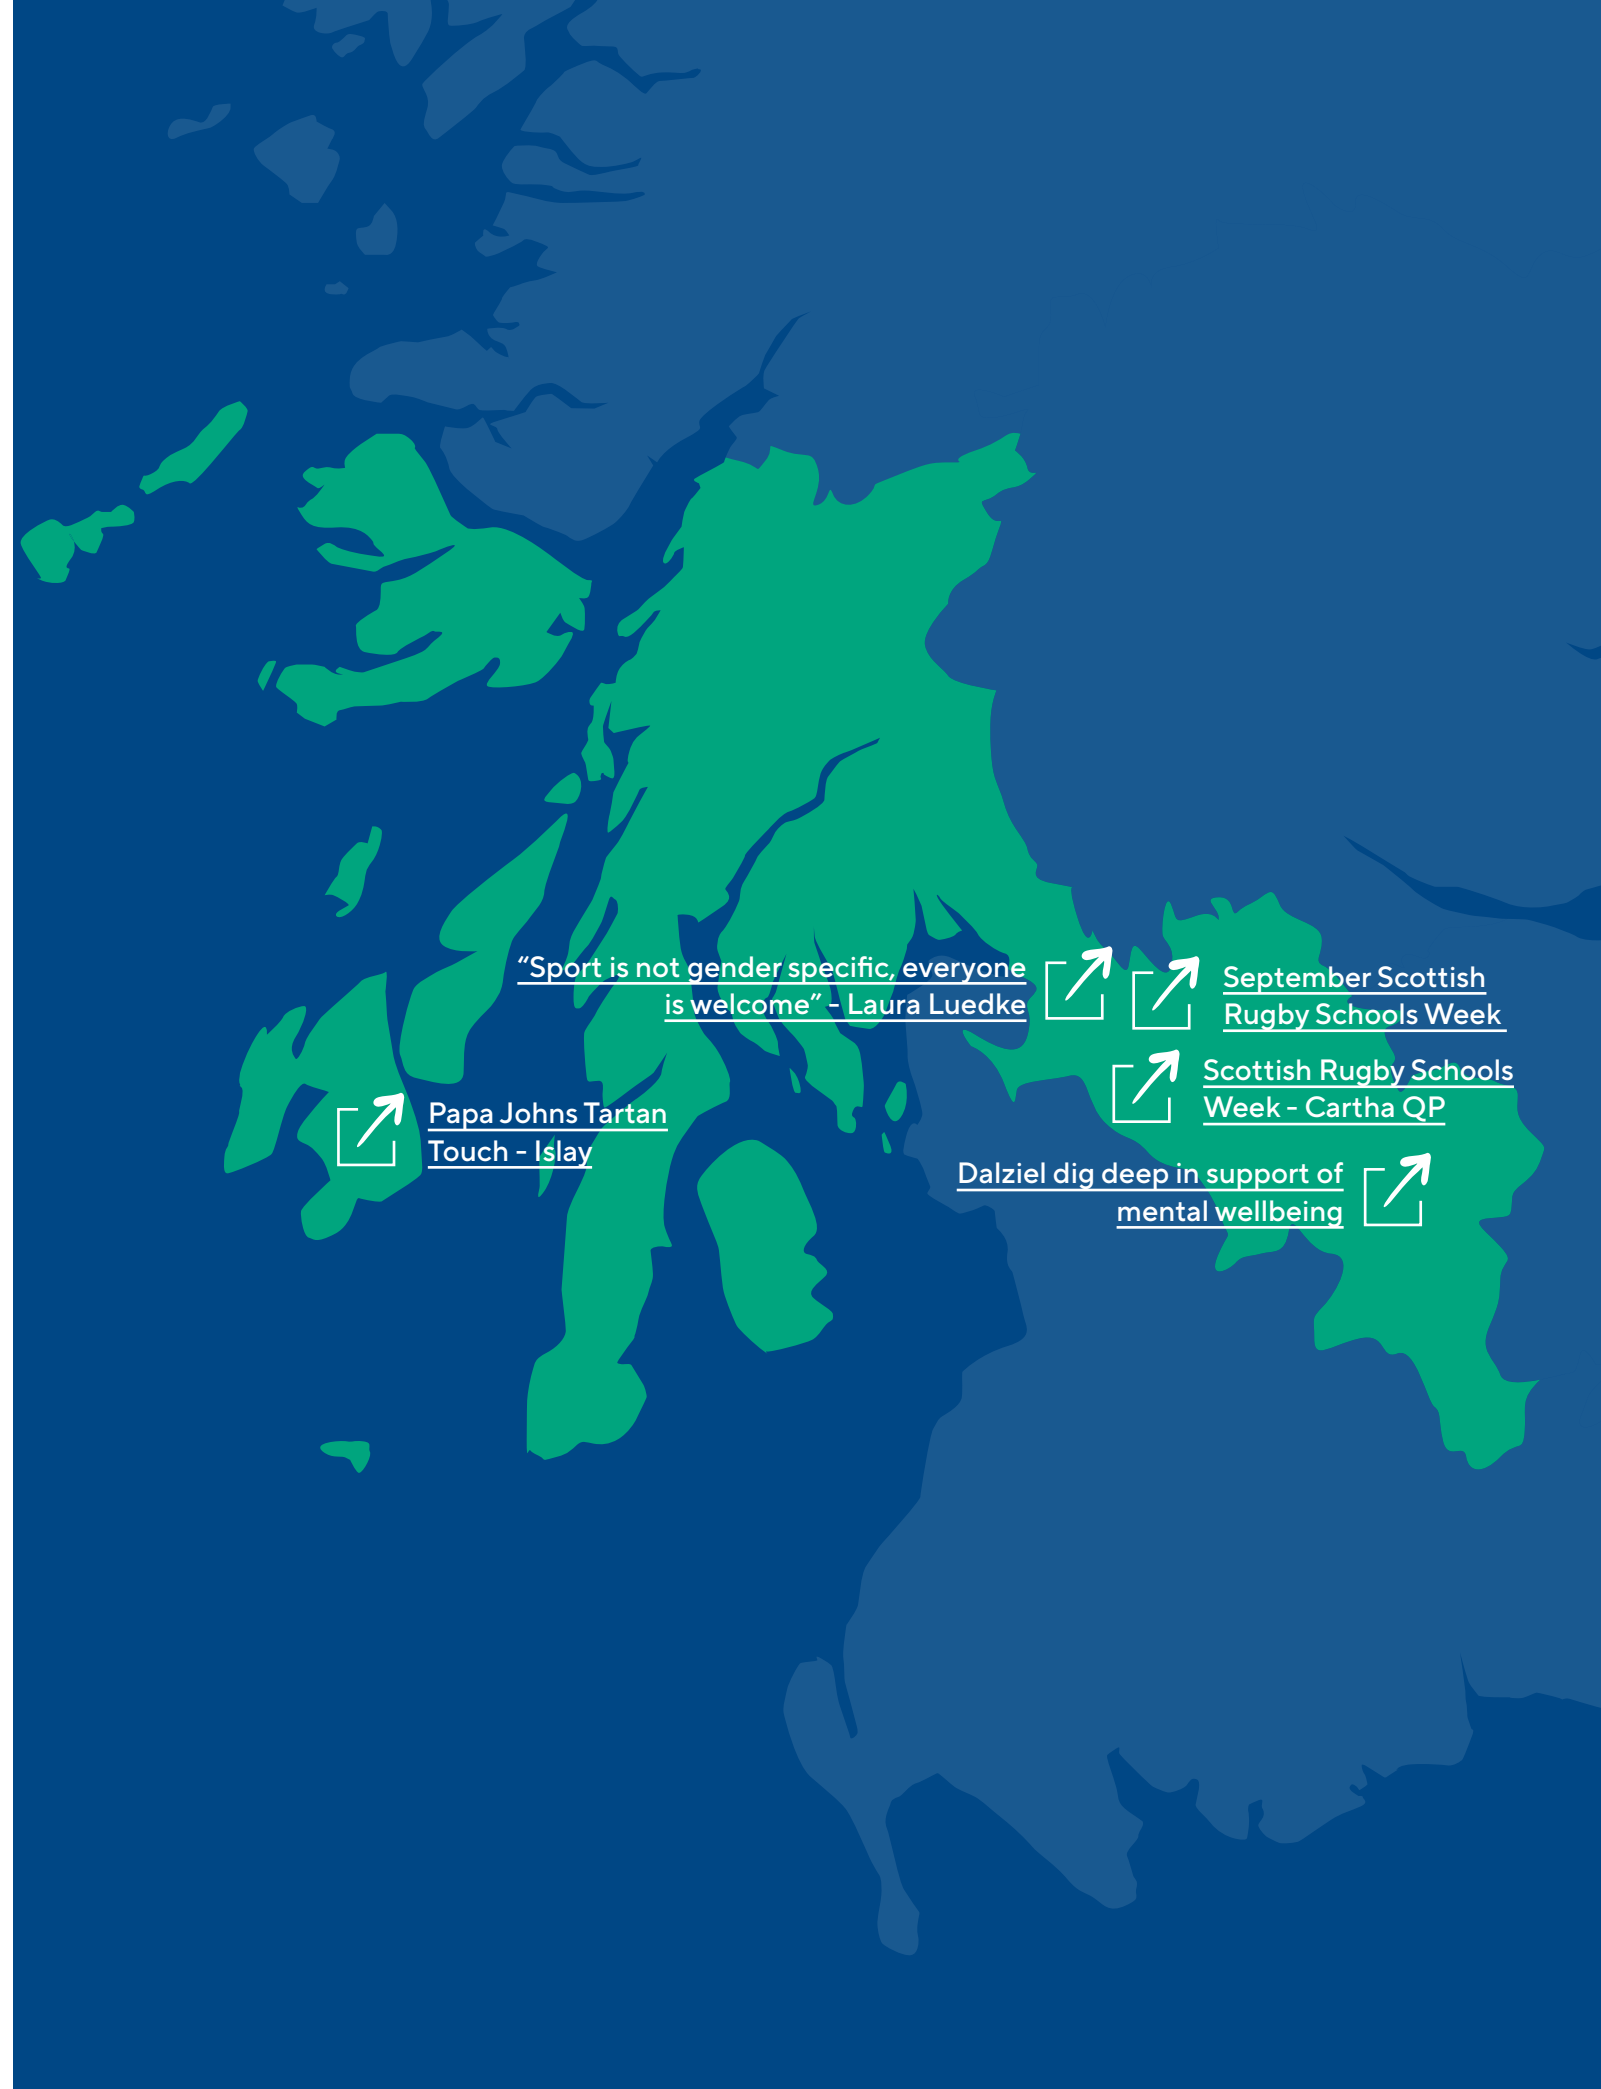 “Sport is not gender specific, everyone
is welcome” - Laura Luedke
September Scottish
Rugby Schools Week
Scottish Rugby Schools
Week - Cartha QP
Papa Johns Tartan
Touch - Islay
Dalziel dig deep in support of
mental wellbeing